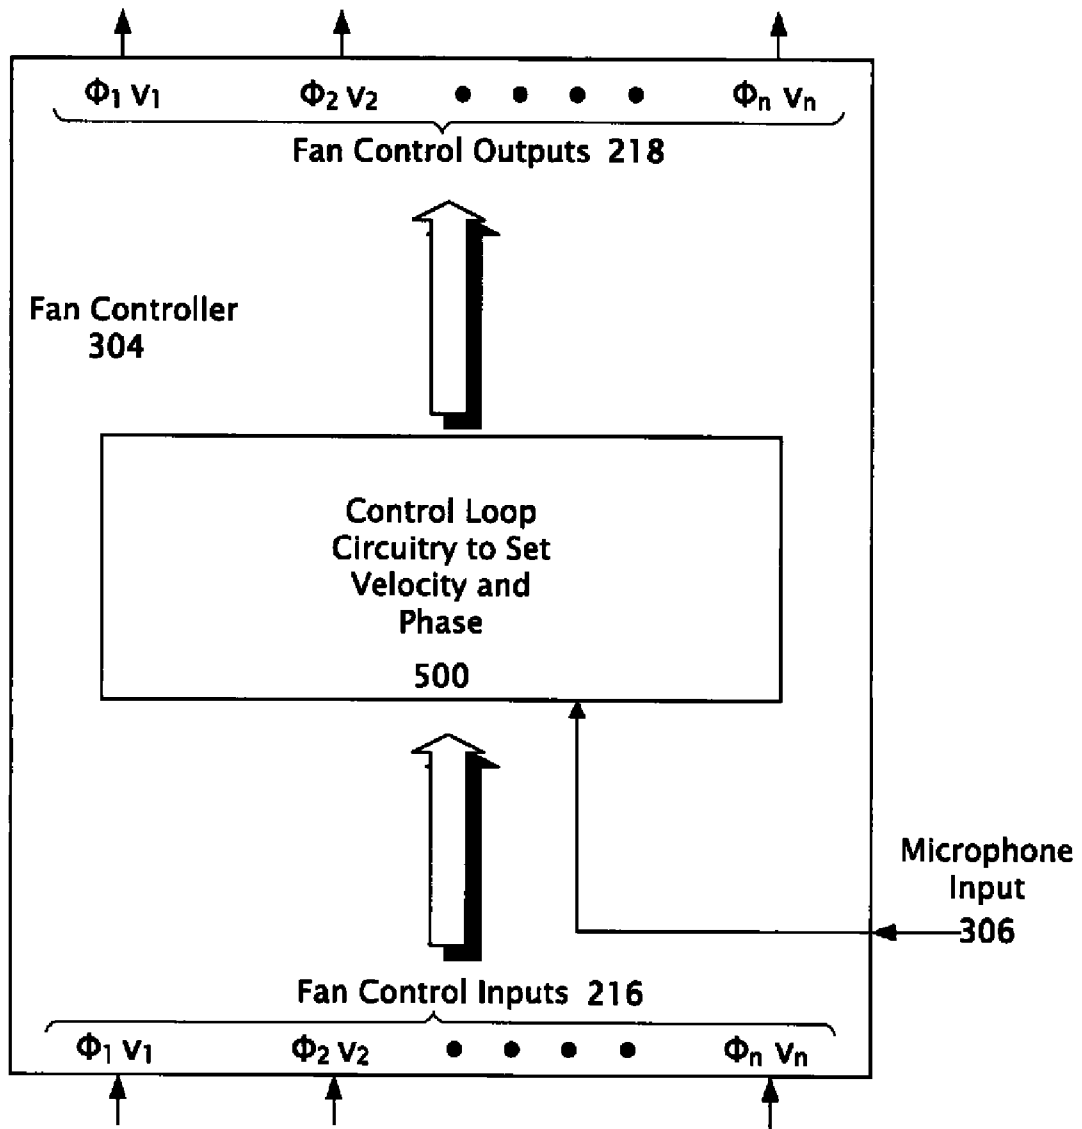 Φ1 v1 Φ2 v2 ● ● ● ● Φn vn
Fan Control Outputs 218
Fan Controller
304
Control Loop
Circuitry to Set
Velocity and
Phase
500
Microphone
Input
306
Fan Control Inputs 216
Φ1 v1 Φ2 v2 ● ● ● ● Φn vn